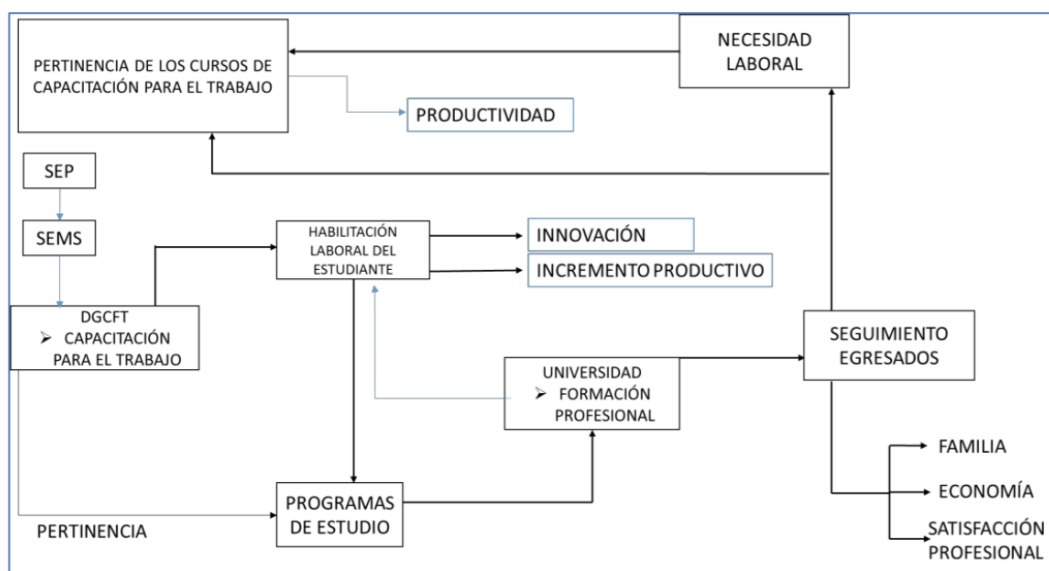 NECESIDAD
LABORAL
PERTINENCIA DE LOS CURSOS DE
CAPACITACIÓN PARA EL TRABAJO
PRODUCTIVIDAD
SEP
SEMS
HABILITACIÓN
LABORAL DEL
ESTUDIANTE
INNOVACIÓN
INCREMENTO PRODUCTIVO
DGCFT
➢ CAPACITACIÓN
PARA EL TRABAJO
SEGUIMIENTO
EGRESADOS
UNIVERSIDAD
➢ FORMACIÓN
PROFESIONAL
FAMILIA
ECONOMÍA
SATISFACCIÓN
PROFESIONAL
PROGRAMAS
DE ESTUDIO
PERTINENCIA